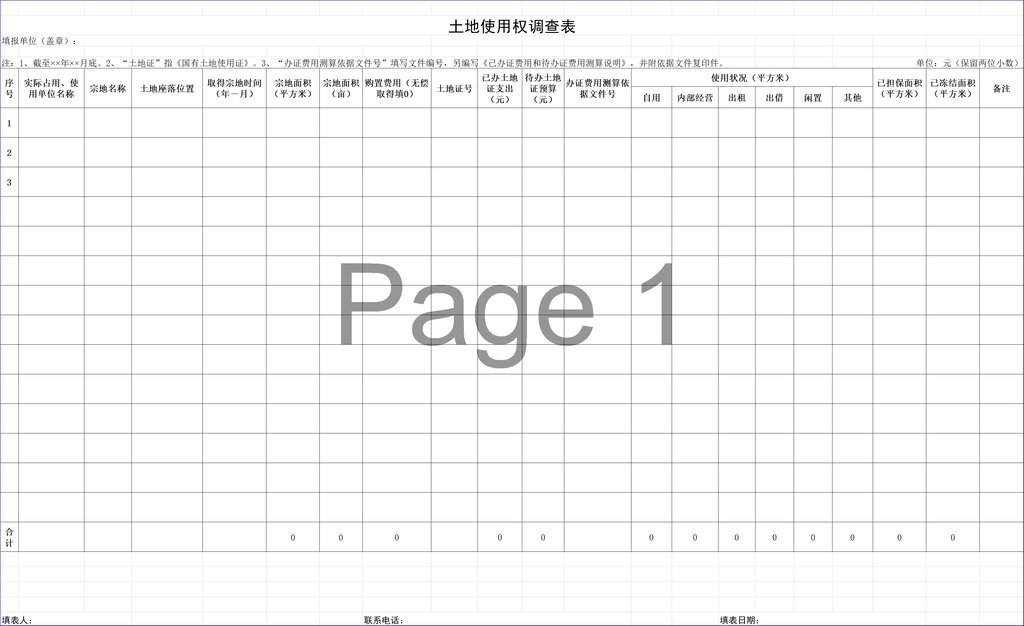 土地使用权调查表
填报单位（盖章）：
注：1、截至××年××月底。2、“土地证”指《国有土地使用证》。3、“办证费用测算依据文件号”填写文件编号，另编写《已办证费用和待办证费用测算说明》，并附依据文件复印件。 单位：元（保留两位小数）
序号 实际占用、使用单位名称 宗地名称 土地座落位置 取得宗地时间（年－月） 宗地面积（平方米） 宗地面积（亩） 购置费用（无偿取得填0） 土地证号 已办土地证支出（元） 待办土地证预算（元） 办证费用测算依据文件号 使用状况（平方米） 已担保面积（平方米） 已冻结面积（平方米） 备注
自用 内部经营 出租 出借 闲置 其他
1
2
3
Page 1
合计 0 0 0 0 0 0 0 0 0 0 0 0 0
填表人： 联系电话： 填表日期：